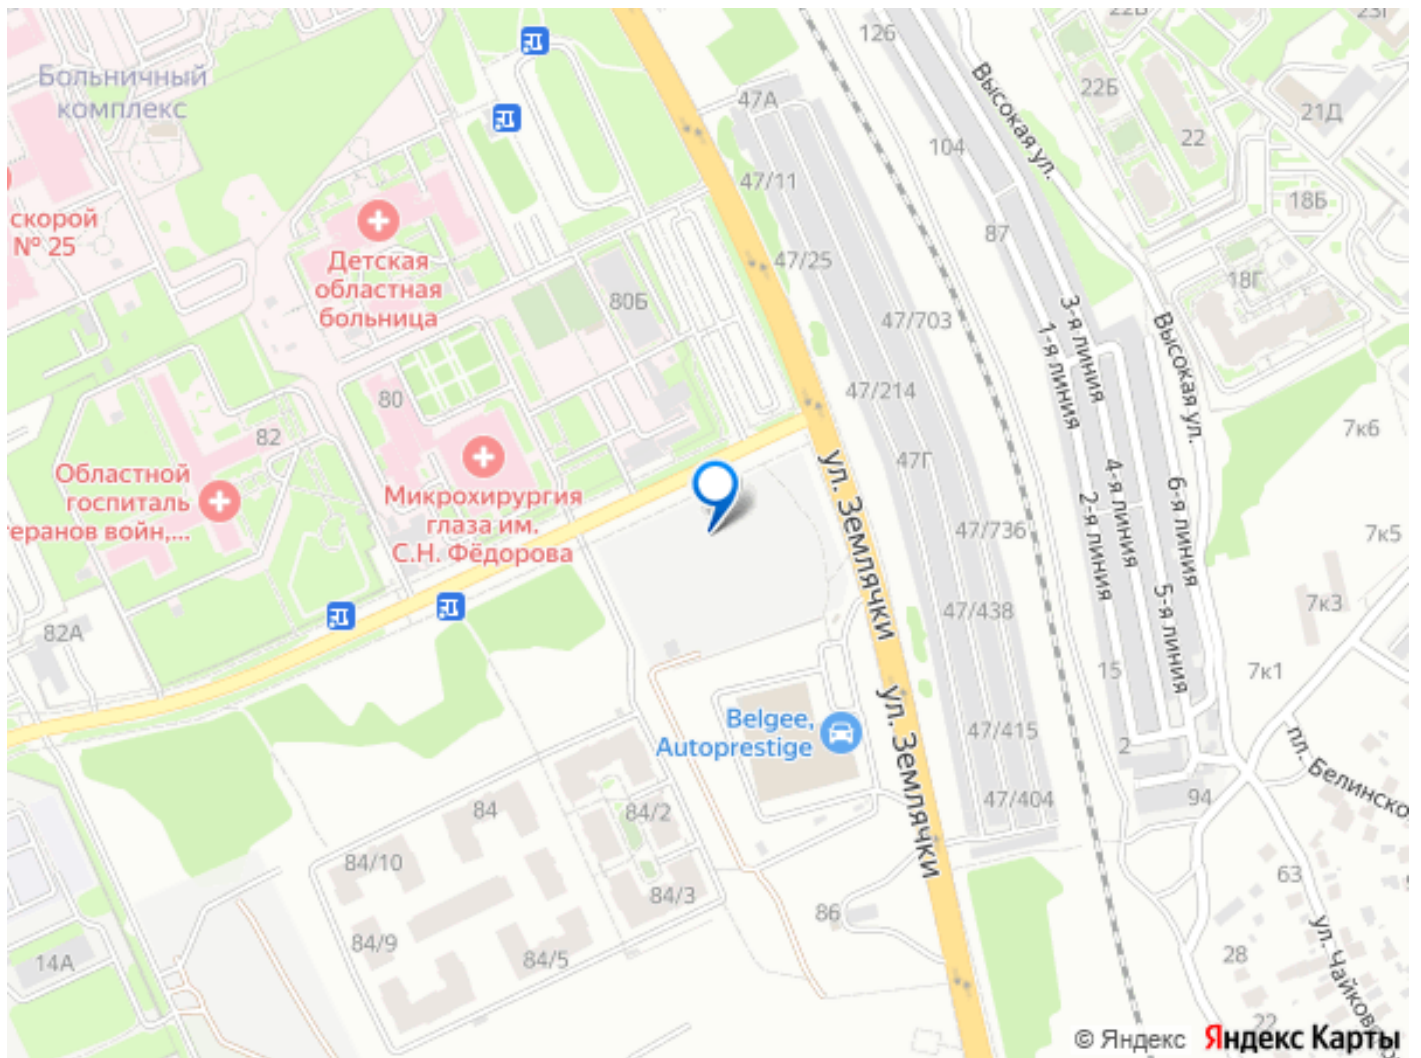 22Б
23Г
126
Больничный
комплекс
47А
Высокая ул.
22Б
21Д
22
104
47/11
18Б
скорой
№ 25
87
Детская
областная
больница
47/25
18Г
80Б
47/703
3-я линия
1-я линия
Высокая ул.
80
47/214
7к6
82
47Г
ул. Землячки
4-я линия
2-я линия
6-я линия
Областной
госпиталь
теранов войн,...
Микрохирургия
глаза им.
С.Н. Фёдорова
47/736
7к5
5-я линия
47/438
7к3
82А
15
7к1
ул. Землячки
Belgee,
Autoprestige
47/415
2
пл. Белинско
84
84/2
47/404
94
84/10
84/3
63
86
84/9
84/5
28
ул. Чайковс
14А
22
© Яндекс Яндекс Карты